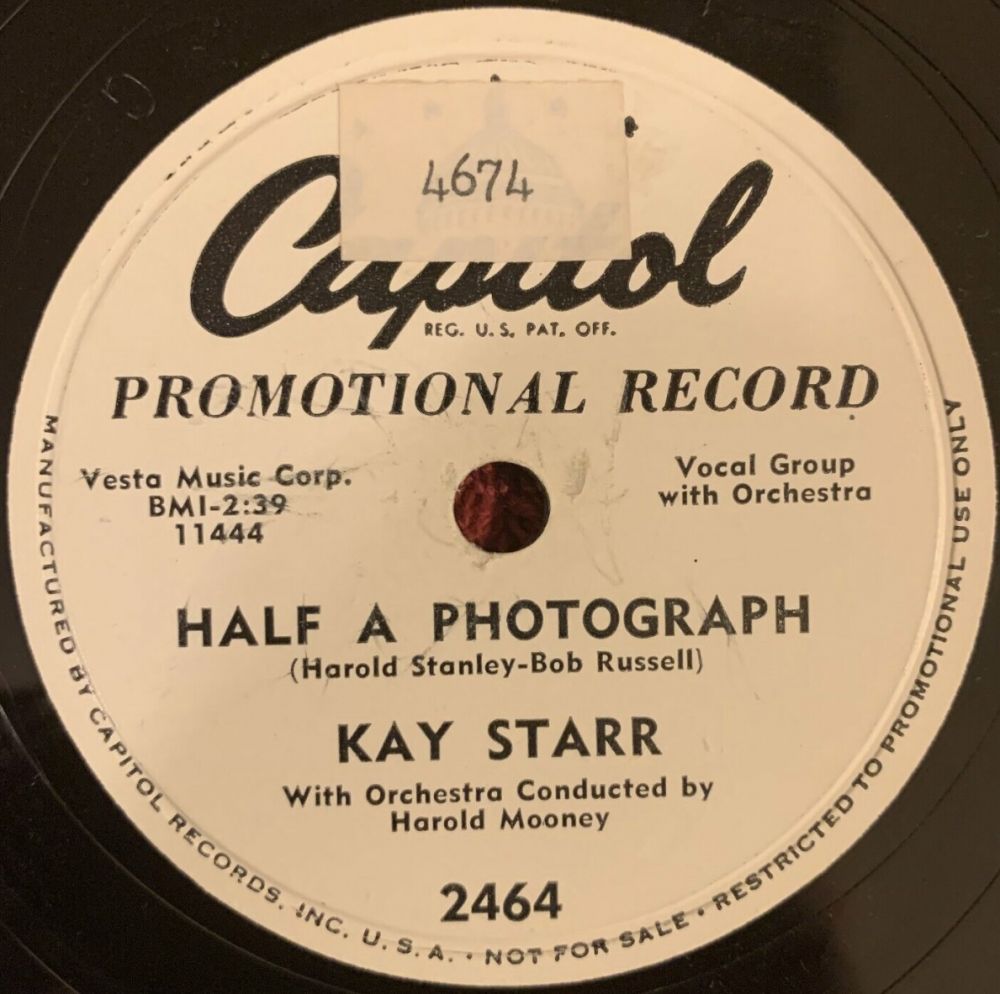 4674
Capitol
REG. U.S. PAT. OFF.
PROMOTIONAL RECORD
Vesta Music Corp.
BMI-2:39
11444
Vocal Group
with Orchestra
HALF A PHOTOGRAPH
(Harold Stanley-Bob Russell)
KAY STARR
With Orchestra Conducted by
Harold Mooney
2464
MANUFACTURED BY CAPITOL RECORDS, INC. U.S.A. • NOT FOR SALE • RESTRICTED TO PROMOTIONAL USE ONLY